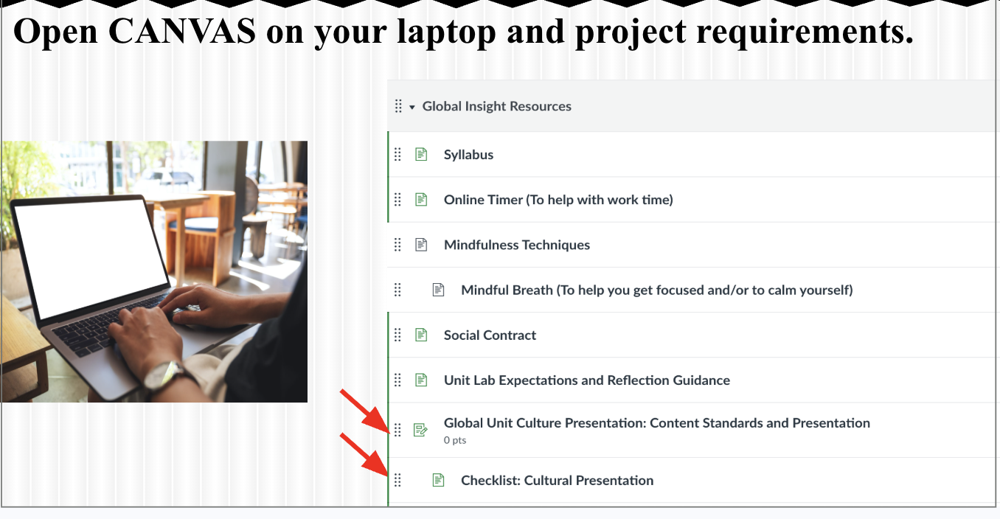 Open CANVAS on your laptop and project requirements.
Global Insight Resources
Syllabus
Online Timer (To help with work time)
Mindfulness Techniques
Mindful Breath (To help you get focused and/or to calm yourself)
Social Contract
Unit Lab Expectations and Reflection Guidance
Global Unit Culture Presentation: Content Standards and Presentation
0 pts
Checklist: Cultural Presentation